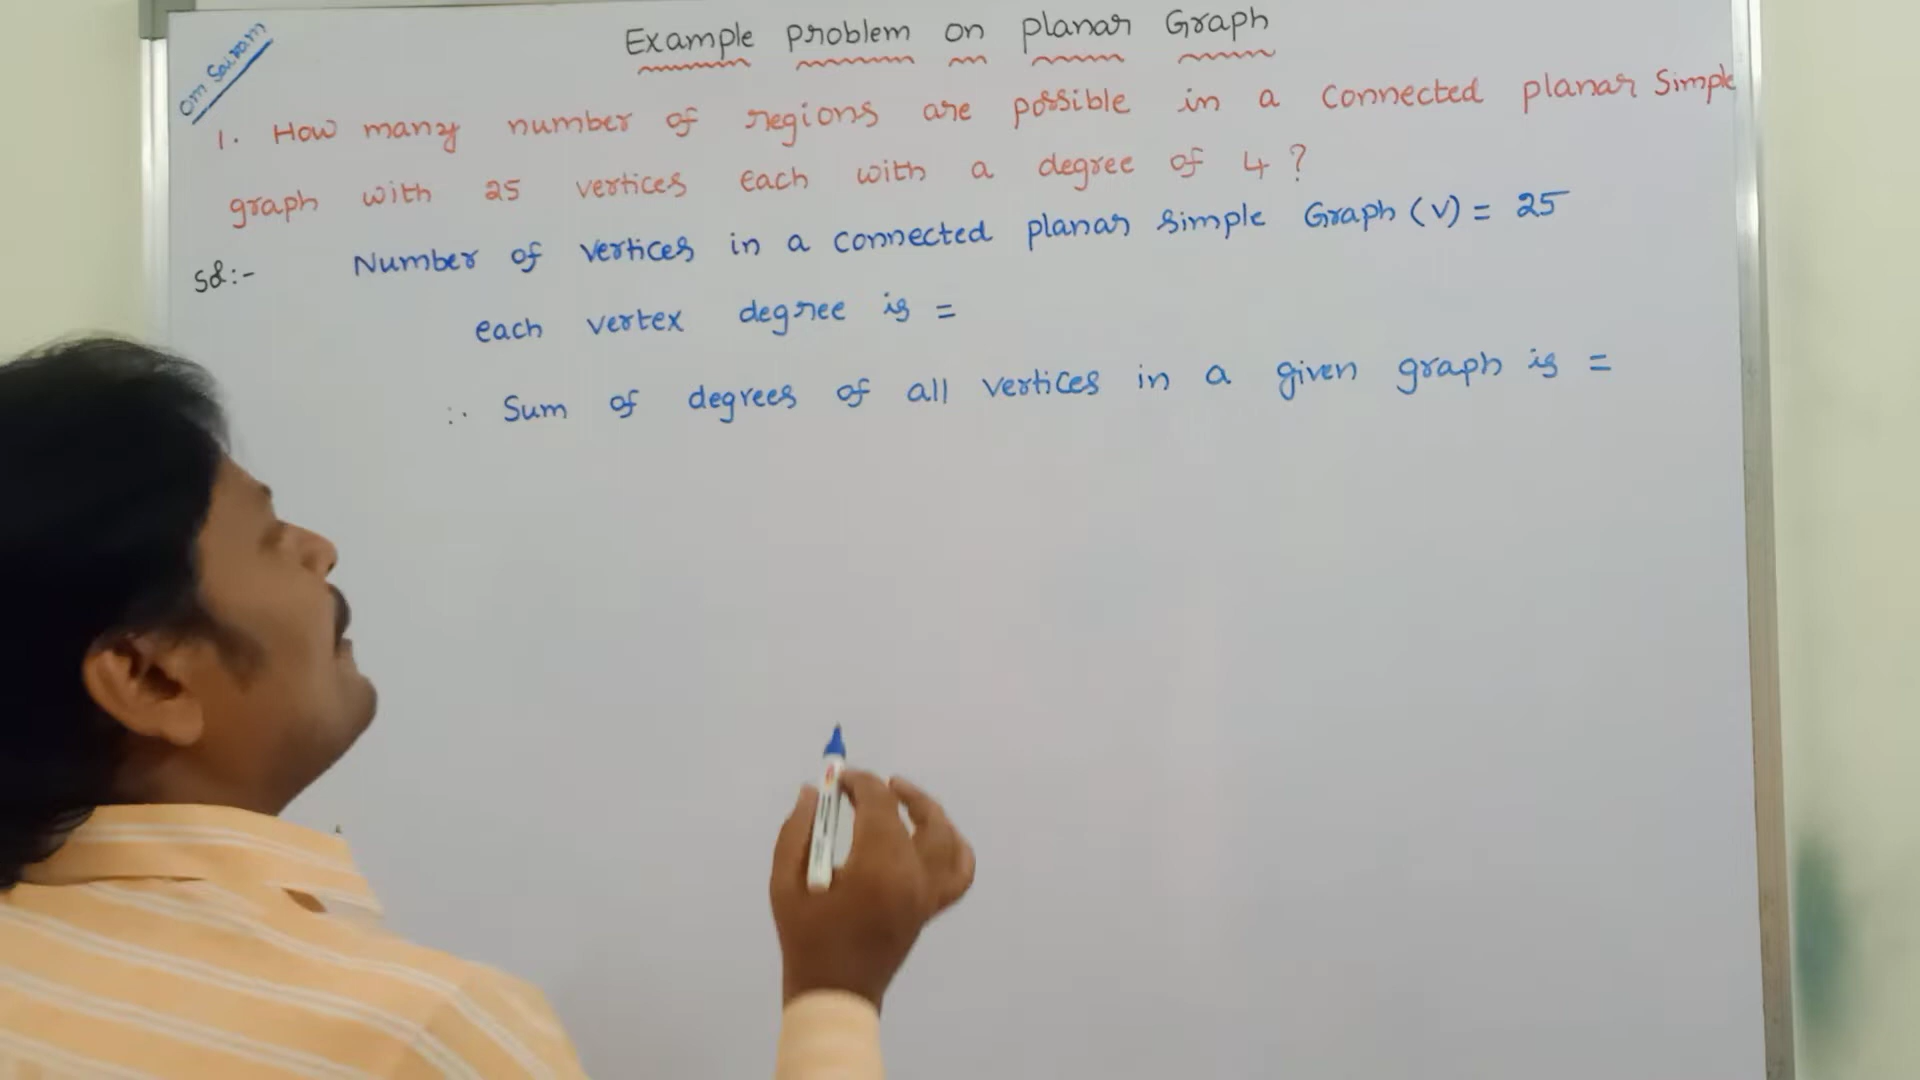 Om Sairam
Example problem on planar Graph
1. How many number of regions are possible in a connected planar Simple
graph with 25 vertices each with a degree of 4?
Sol:- Number of vertices in a connected planar simple Graph (V) = 25
each vertex degree is =
∴ Sum of degrees of all vertices in a given graph is =